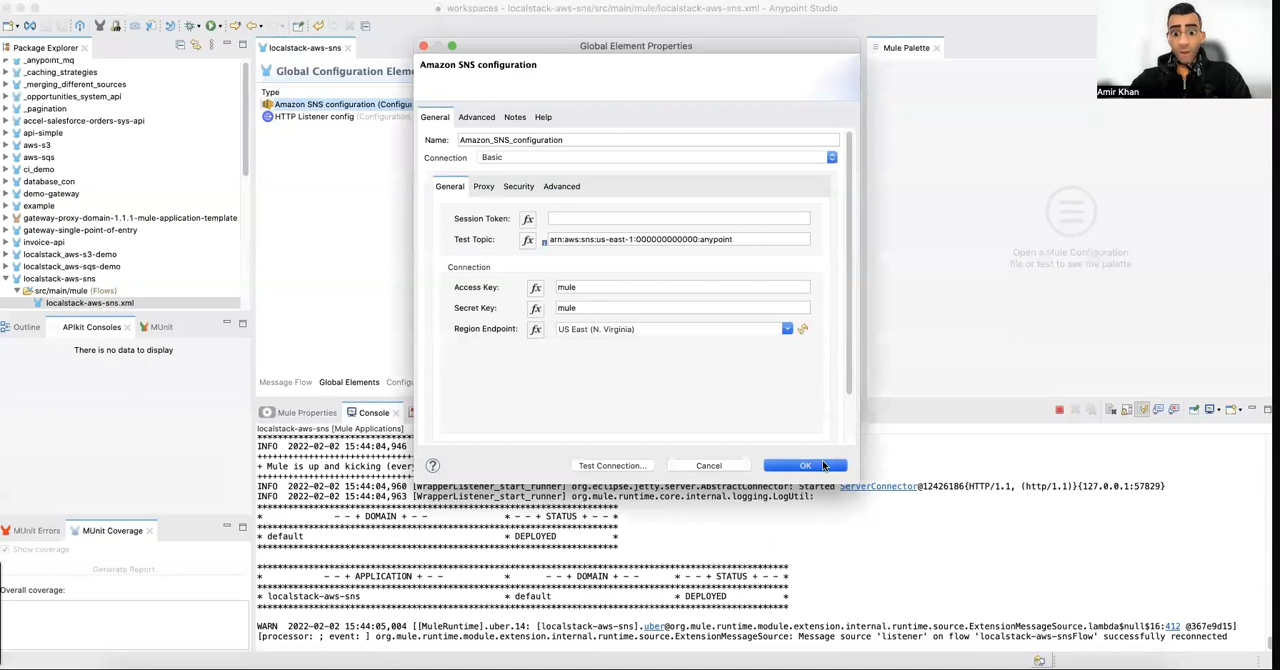 workspaces - localstack-aws-sns/src/main/mule/localstack-aws-sns.xml - Anypoint Studio
Package Explorer
_anypoint_mq
_caching_strategies
_merging_different_sources
_opportunities_system_api
_pagination
accel-salesforce-orders-sys-api
api-simple
aws-s3
aws-sqs
ci_demo
database_con
demo-gateway
example
gateway-proxy-domain-1.1.1-mule-application-template
gateway-single-point-of-entry
invoice-api
localstack_aws-s3-demo
localstack_aws-sqs-demo
localstack-aws-sns
src/main/mule (Flows)
localstack-aws-sns.xml
Outline
APIkit Consoles
MUnit
There is no data to display
MUnit Errors
MUnit Coverage
Show coverage
Generate Report
Overall coverage:
localstack-aws-sns
Global Configuration Eleme
Type
Amazon SNS configuration (Configur
HTTP Listener config (Configuration
Message Flow
Global Elements
Configu
Global Element Properties
Amazon SNS configuration
General
Advanced
Notes
Help
Name: Amazon_SNS_configuration
Connection Basic
General
Proxy
Security
Advanced
Session Token: fx
Test Topic: fx arn:aws:sns:us-east-1:000000000000:anypoint
Connection
Access Key: fx mule
Secret Key: fx mule
Region Endpoint: fx US East (N. Virginia)
?
Test Connection...
Cancel
OK
Mule Palette
Open a Mule Configuration
file or test to see the palette
Amir Khan
Mule Properties
Console
localstack-aws-sns [Mule Applications]
**********************************************************************
INFO 2022-02-02 15:44:04,946
++++++++++++++++++++++++++++++++++++++++++++++++++++++++++++++++++++++
+ Mule is up and kicking (every
++++++++++++++++++++++++++++++++++++++++++++++++++++++++++++++++++++++
INFO 2022-02-02 15:44:04,960 [WrapperListener_start_runner] org.eclipse.jetty.server.AbstractConnector: Started ServerConnector@12426186{HTTP/1.1, (http/1.1)}{127.0.0.1:57829}
INFO 2022-02-02 15:44:04,963 [WrapperListener_start_runner] org.mule.runtime.core.internal.logging.LogUtil:
**********************************************************************
* - - + DOMAIN + - - * - - + STATUS + - - *
**********************************************************************
* default * DEPLOYED *
**********************************************************************
*******************************************************************************************************
* - - + APPLICATION + - - * - - + DOMAIN + - - * - - + STATUS + - - *
*******************************************************************************************************
* localstack-aws-sns * default * DEPLOYED *
*******************************************************************************************************
WARN 2022-02-02 15:44:05,004 [[MuleRuntime].uber.14: [localstack-aws-sns].uber@org.mule.runtime.module.extension.internal.runtime.source.ExtensionMessageSource.lambda$null$16:412 @367e9d15]
[processor: ; event: ] org.mule.runtime.module.extension.internal.runtime.source.ExtensionMessageSource: Message source 'listener' on flow 'localstack-aws-snsFlow' successfully reconnected